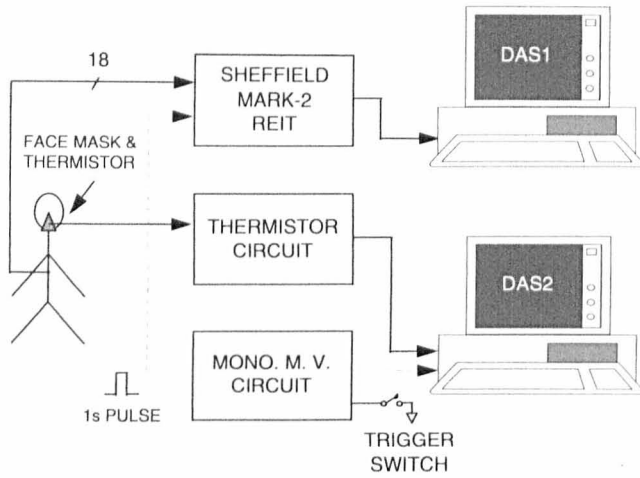 18
SHEFFIELD
MARK-2
REIT
DAS1
FACE MASK &
THERMISTOR
THERMISTOR
CIRCUIT
DAS2
MONO. M. V.
CIRCUIT
1s PULSE
TRIGGER
SWITCH